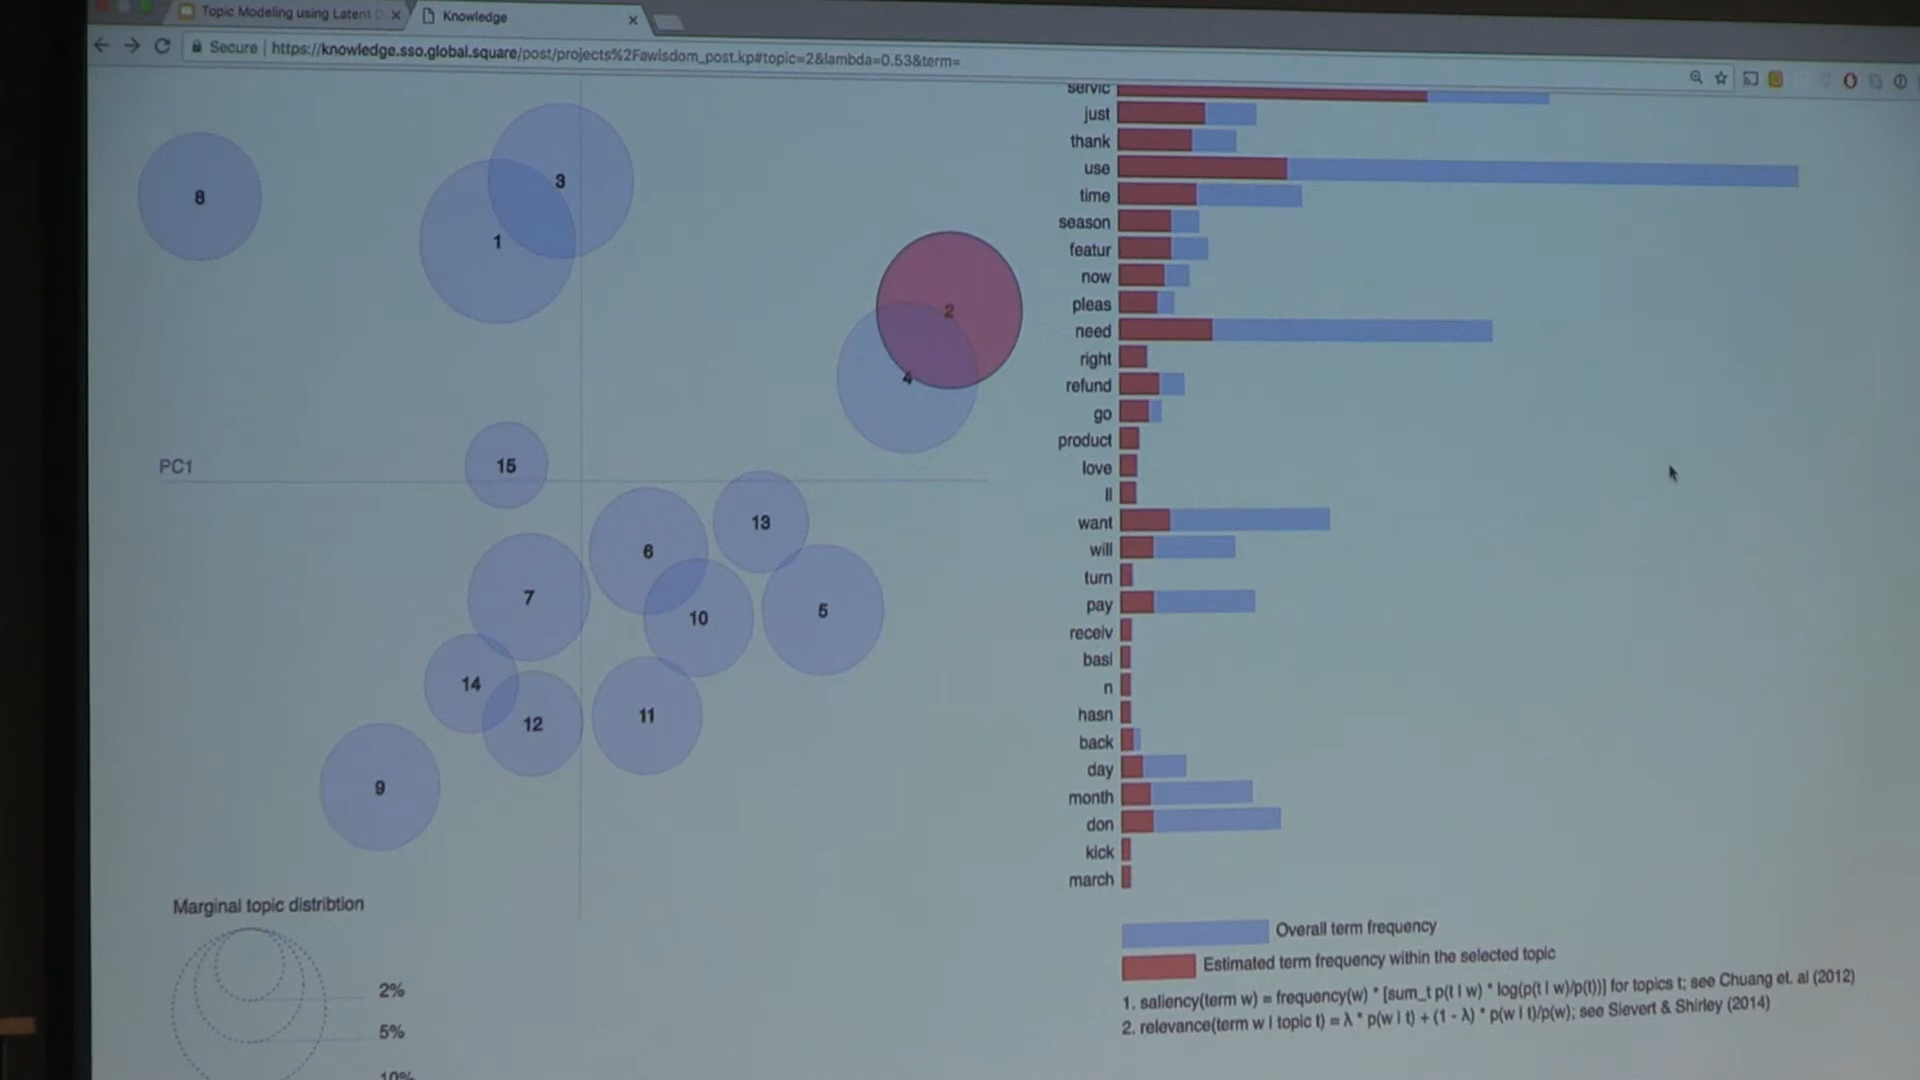 Topic Modeling using Latent
Knowledge
Secure | https://knowledge.sso.global.square/post/projects%2Fawisdom_post.kp#topic=2&lambda=0.53&term=
servic
just
thank
use
time
season
featur
now
pleas
need
right
refund
go
product
love
ll
want
will
turn
pay
receiv
basi
n
hasn
back
day
month
don
kick
march
8
3
1
2
4
PC1
15
13
6
7
10
5
14
12
11
9
Marginal topic distribtion
2%
5%
10%
Overall term frequency
Estimated term frequency within the selected topic
1. saliency(term w) = frequency(w) * [sum_t p(t | w) * log(p(t | w)/p(t))] for topics t; see Chuang et. al (2012)
2. relevance(term w | topic t) = λ * p(w | t) + (1 - λ) * p(w | t)/p(w); see Sievert & Shirley (2014)